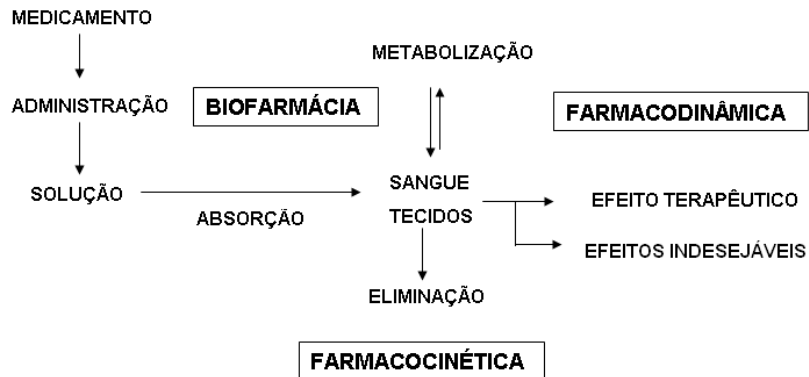 MEDICAMENTO
METABOLIZAÇÃO
ADMINISTRAÇÃO
BIOFARMÁCIA
FARMACODINÂMICA
SOLUÇÃO
ABSORÇÃO
SANGUE
TECIDOS
EFEITO TERAPÊUTICO
EFEITOS INDESEJÁVEIS
ELIMINAÇÃO
FARMACOCINÉTICA